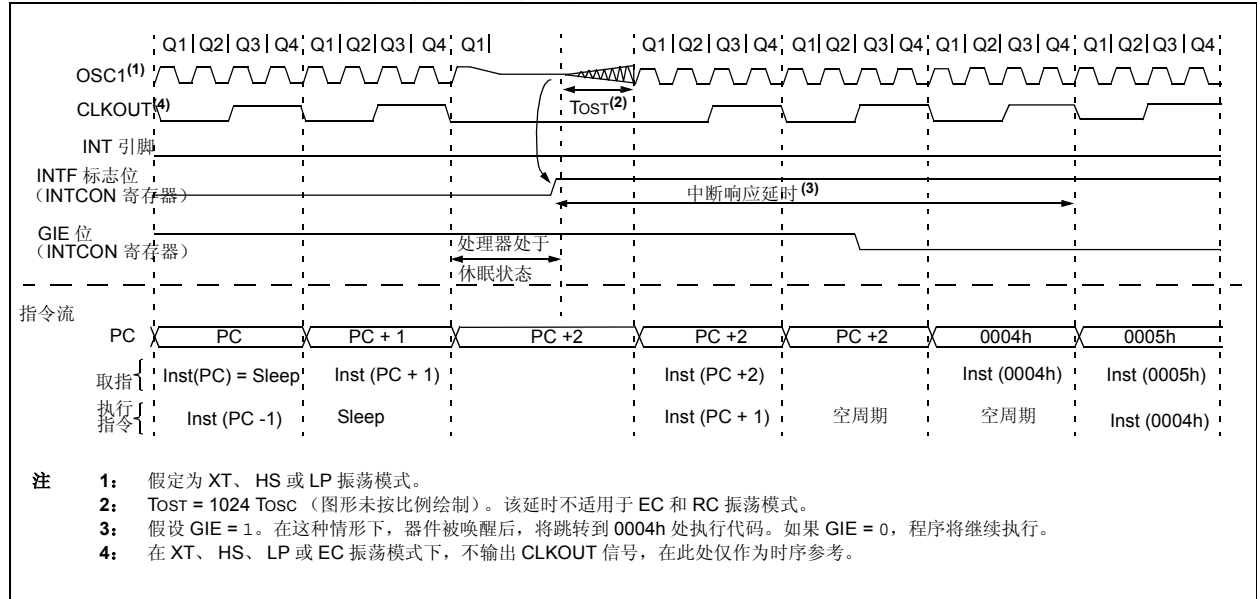 Q1 Q2 Q3 Q4 Q1 Q2 Q3 Q4 Q1 Q1 Q2 Q3 Q4 Q1 Q2 Q3 Q4 Q1 Q2 Q3 Q4 Q1 Q2 Q3 Q4
OSC1(1)
CLKOUT(4)
TOST(2)
INT 引脚
INTF 标志位
（INTCON 寄存器）
中断响应延时(3)
GIE 位
（INTCON 寄存器）
处理器处于
休眠状态
指令流
PC PC PC + 1 PC +2 PC +2 PC +2 0004h 0005h
取指 Inst(PC) = Sleep Inst (PC + 1) Inst (PC +2) Inst (0004h) Inst (0005h)
执行
指令 Inst (PC -1) Sleep Inst (PC + 1) 空周期 空周期 Inst (0004h)
注 1： 假定为 XT、 HS 或 LP 振荡模式。
2： TOST = 1024 TOSC （图形未按比例绘制）。该延时不适用于 EC 和 RC 振荡模式。
3： 假设 GIE = 1。在这种情形下，器件被唤醒后，将跳转到 0004h 处执行代码。如果 GIE = 0，程序将继续执行。
4： 在 XT、 HS、 LP 或 EC 振荡模式下，不输出 CLKOUT 信号，在此处仅作为时序参考。